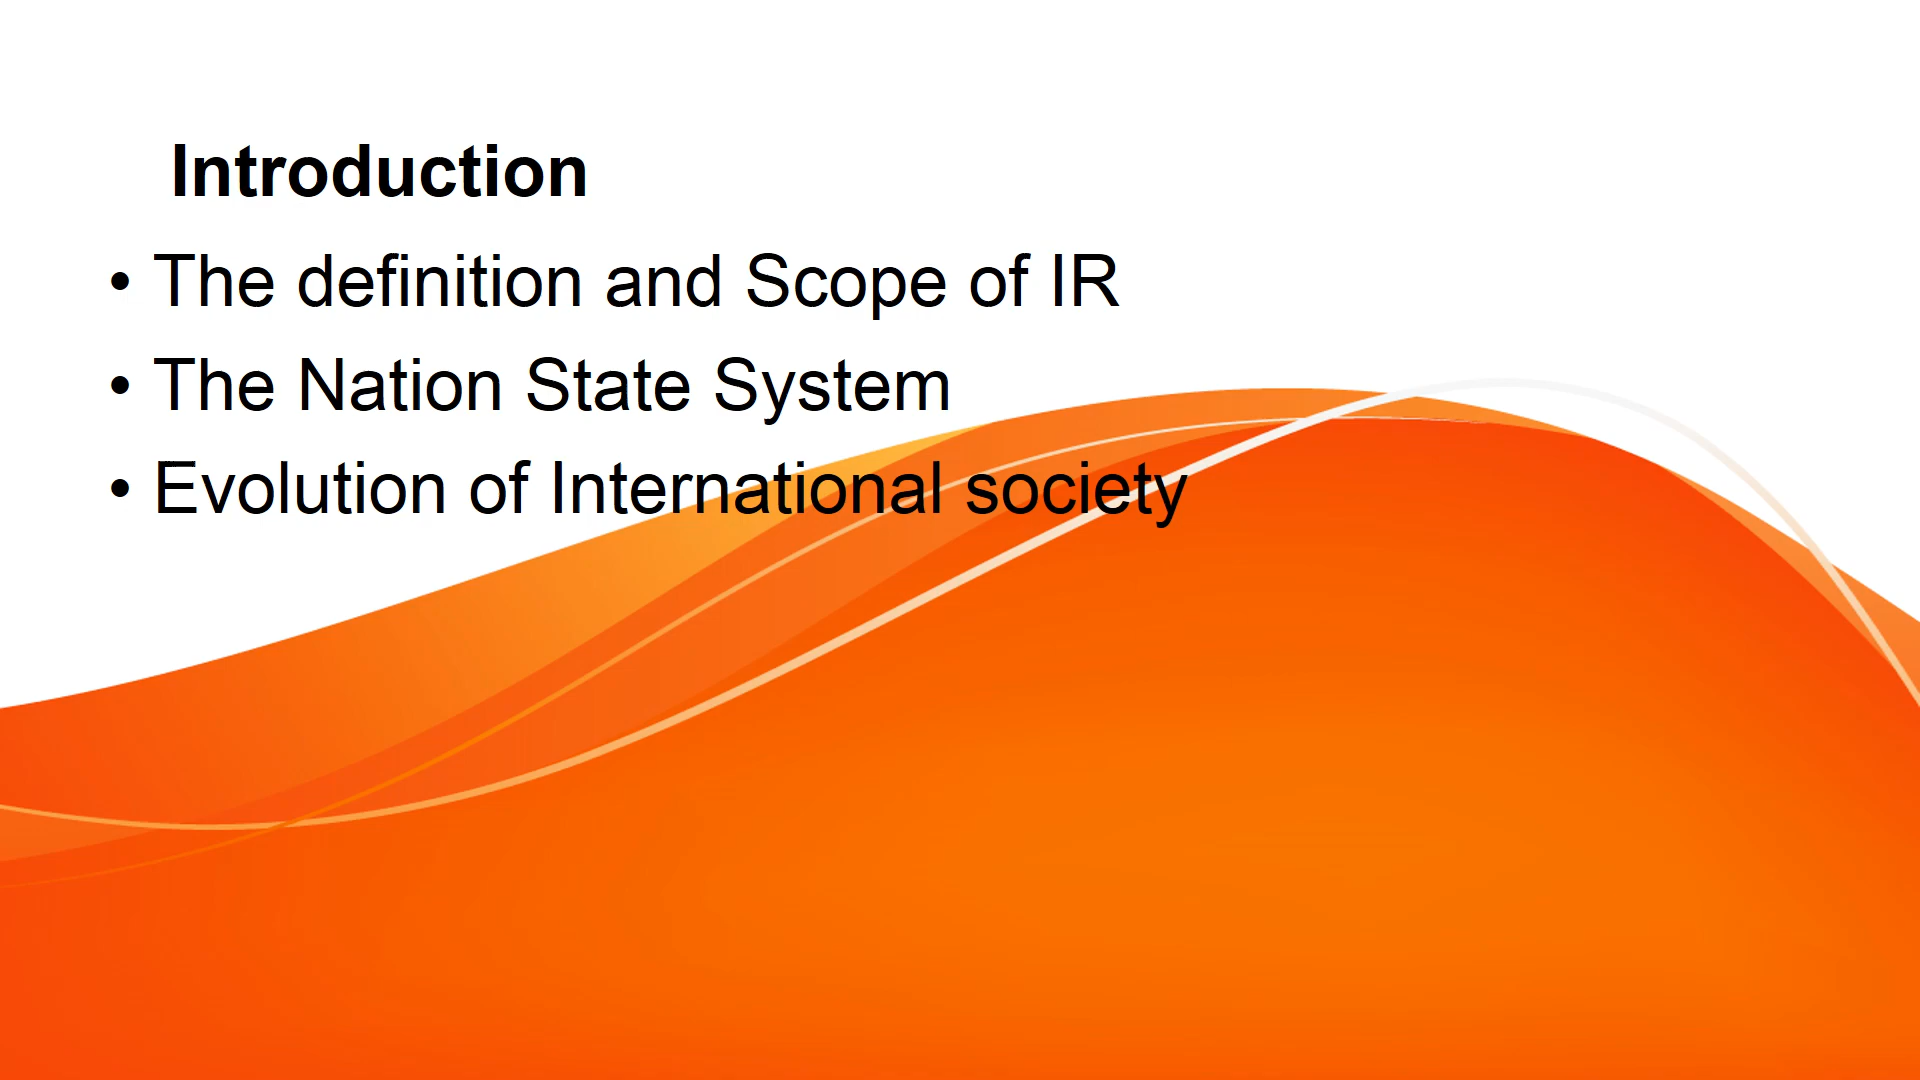 Introduction
• The definition and Scope of IR
• The Nation State System
• Evolution of International society